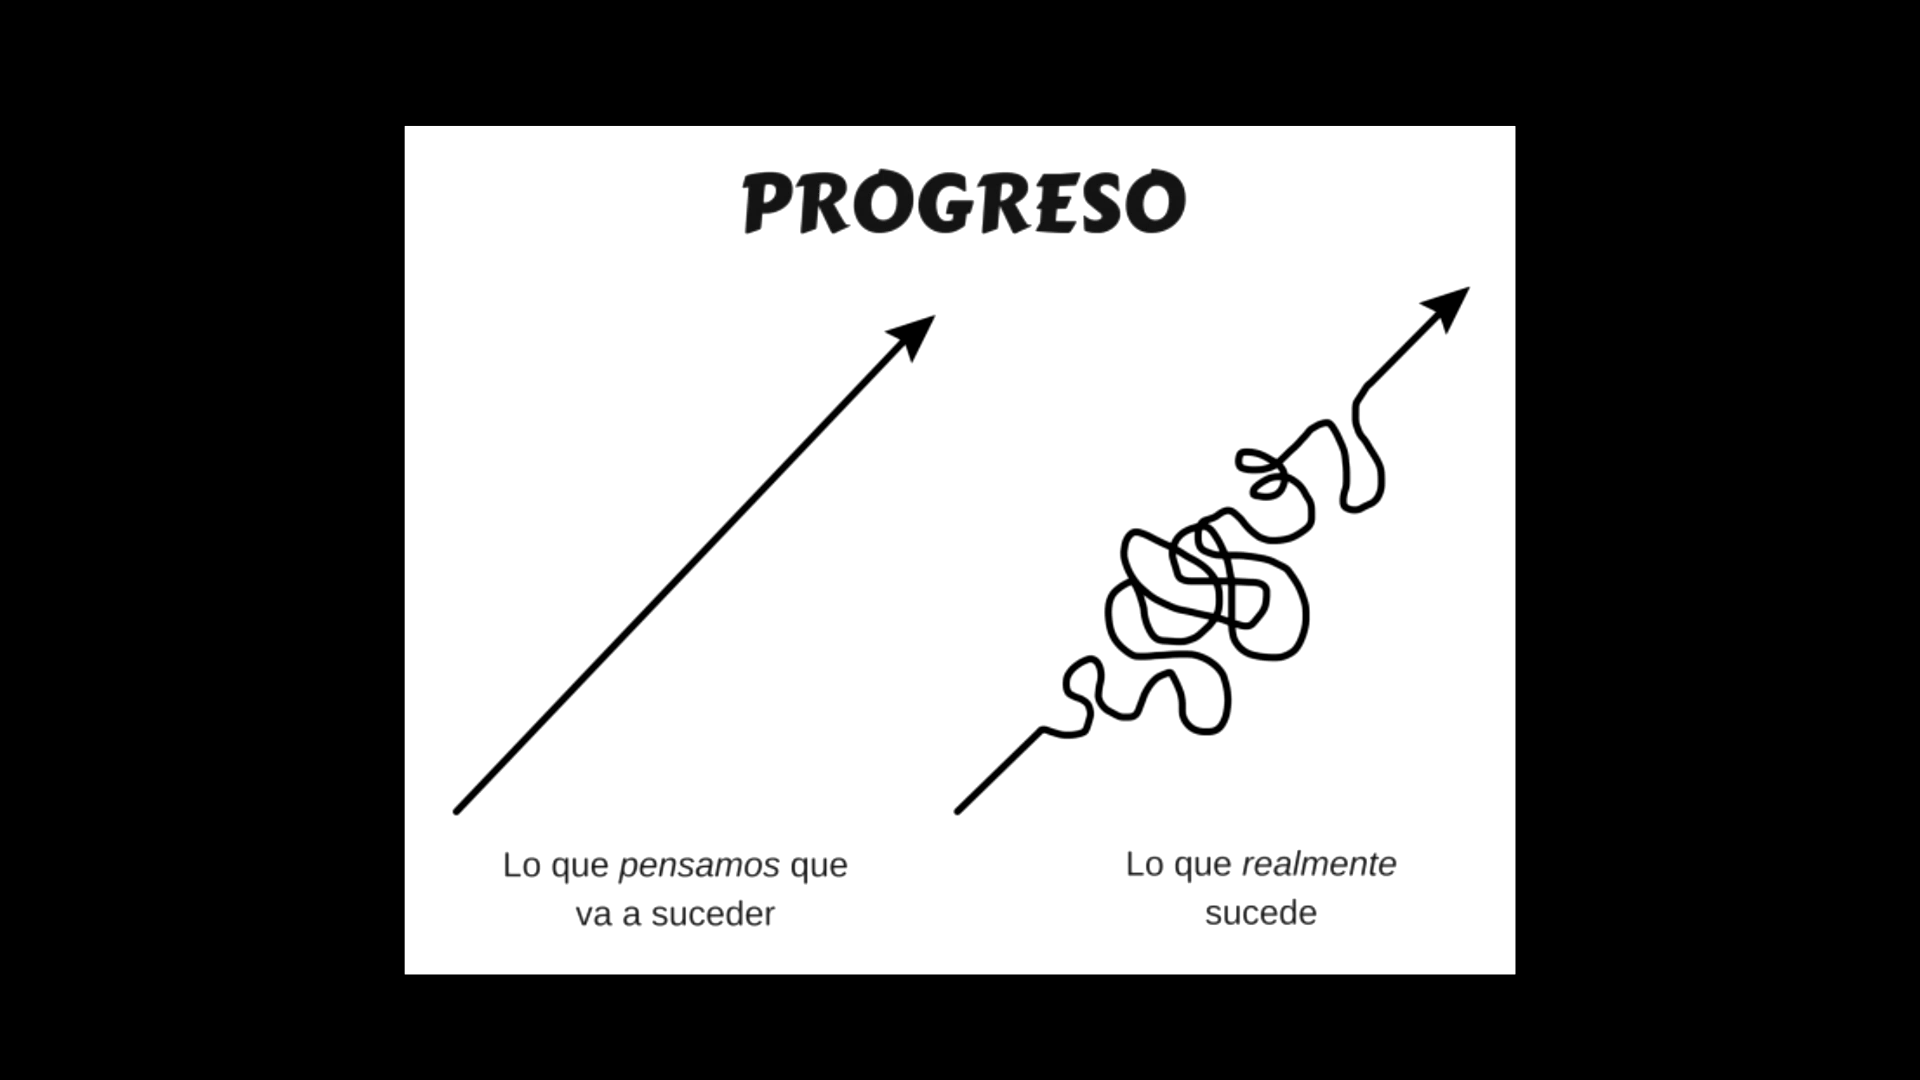 PROGRESO
Lo que pensamos que
va a suceder
Lo que realmente
sucede